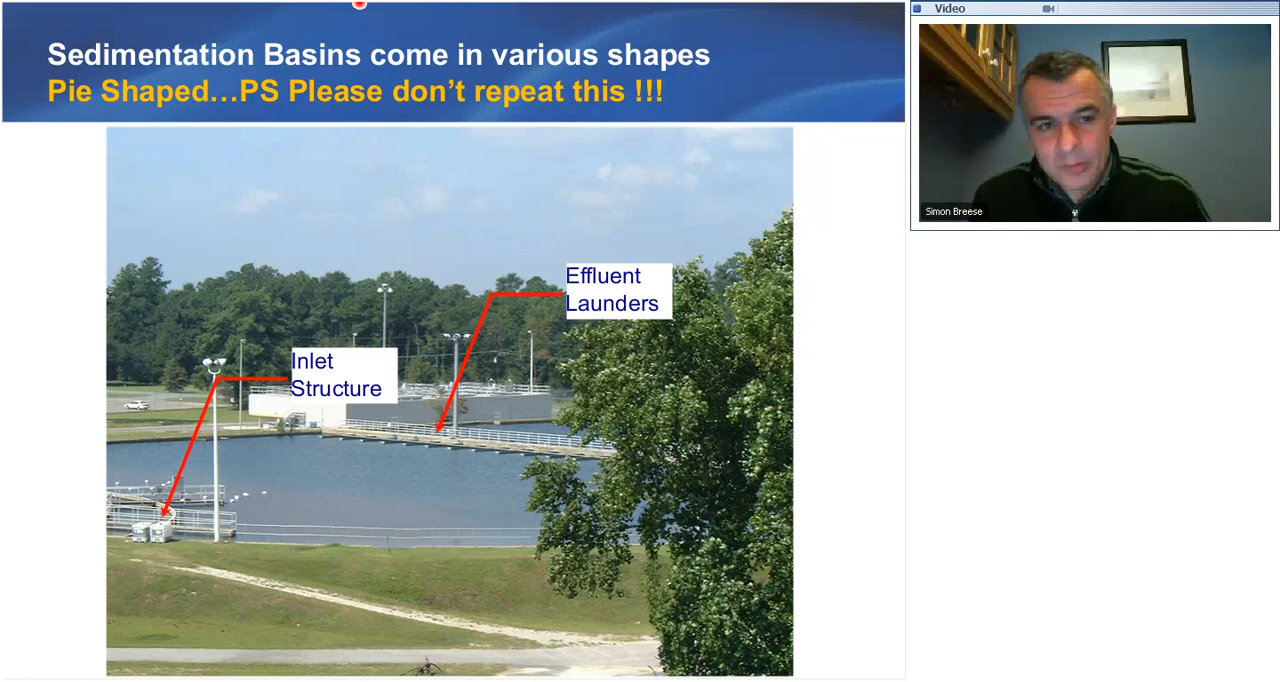 Sedimentation Basins come in various shapes
Pie Shaped…PS Please don’t repeat this !!!
Effluent
Launders
Inlet
Structure
Video
Simon Breese